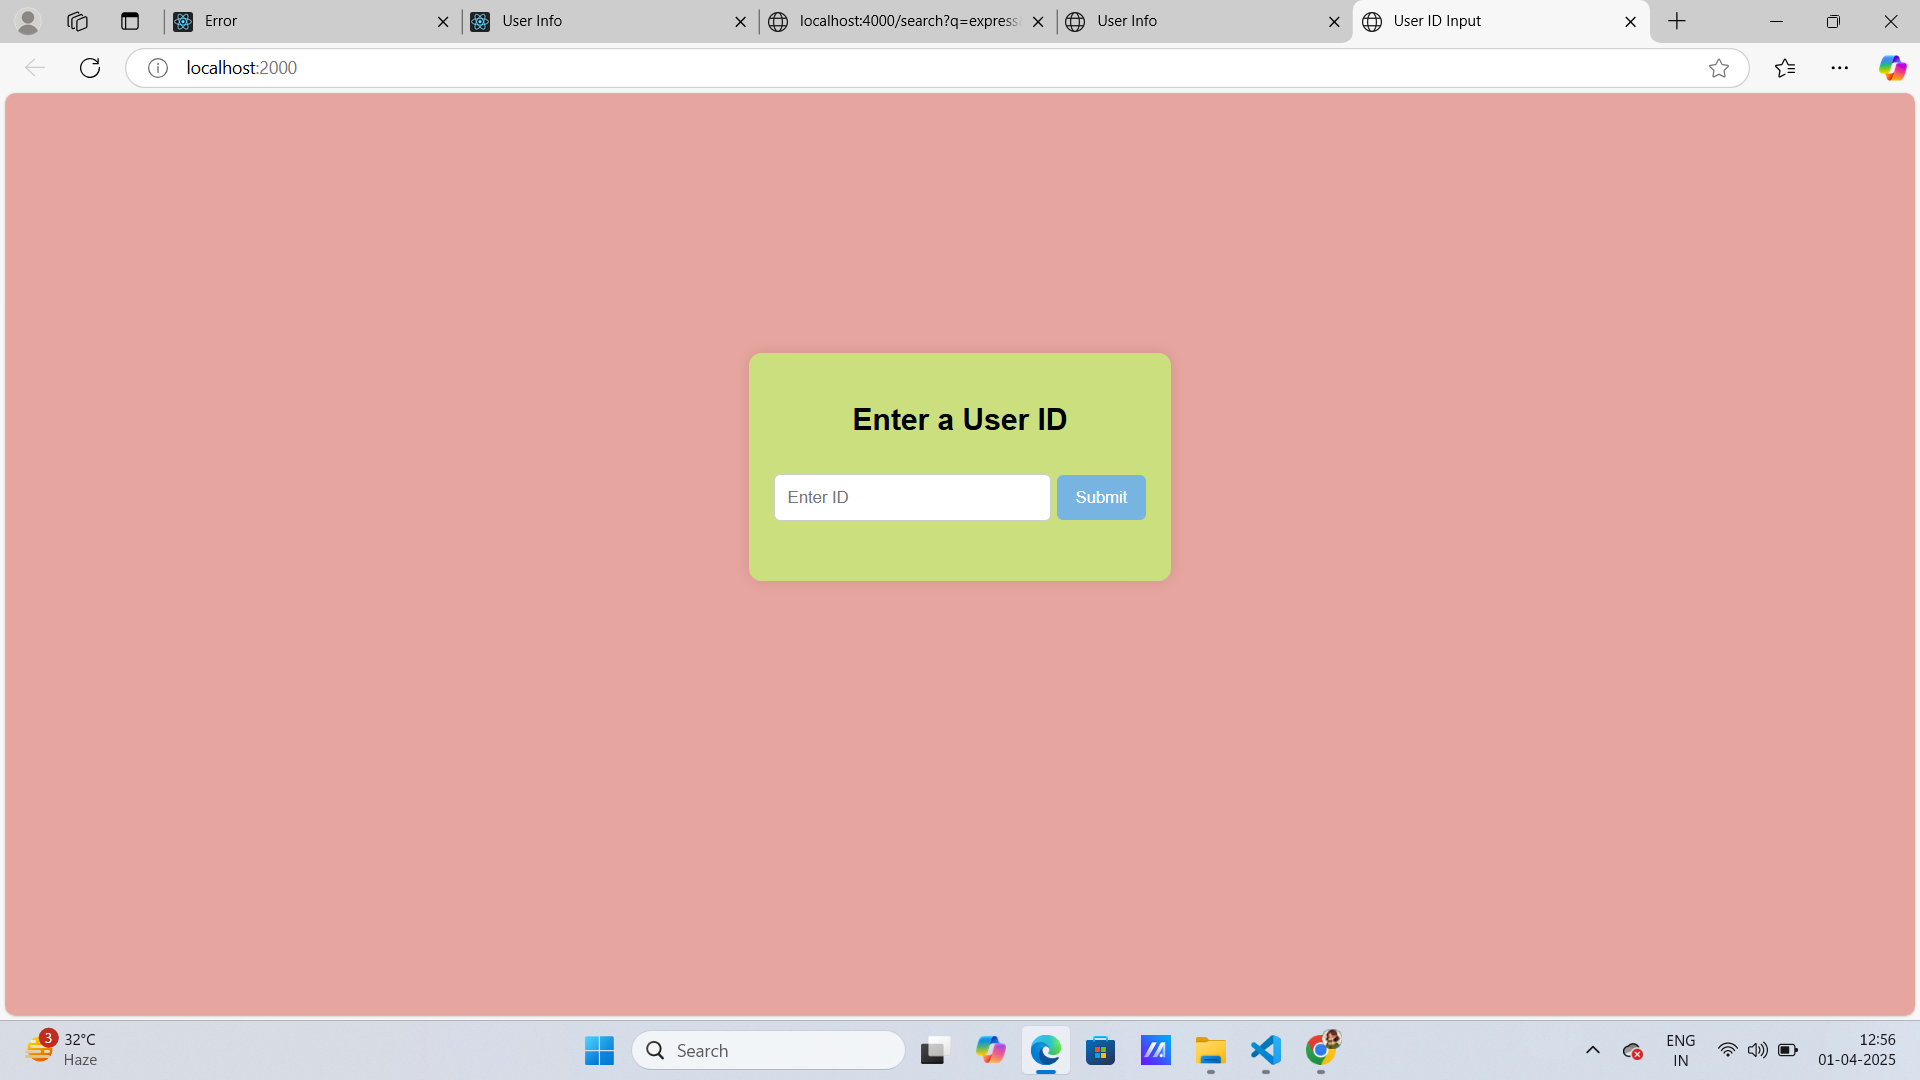 Error
User Info
localhost:4000/search?q=express
User Info
User ID Input
localhost:2000
Enter a User ID
Enter ID
Submit
3
32°C
Haze
Search
ENG
IN
12:56
01-04-2025